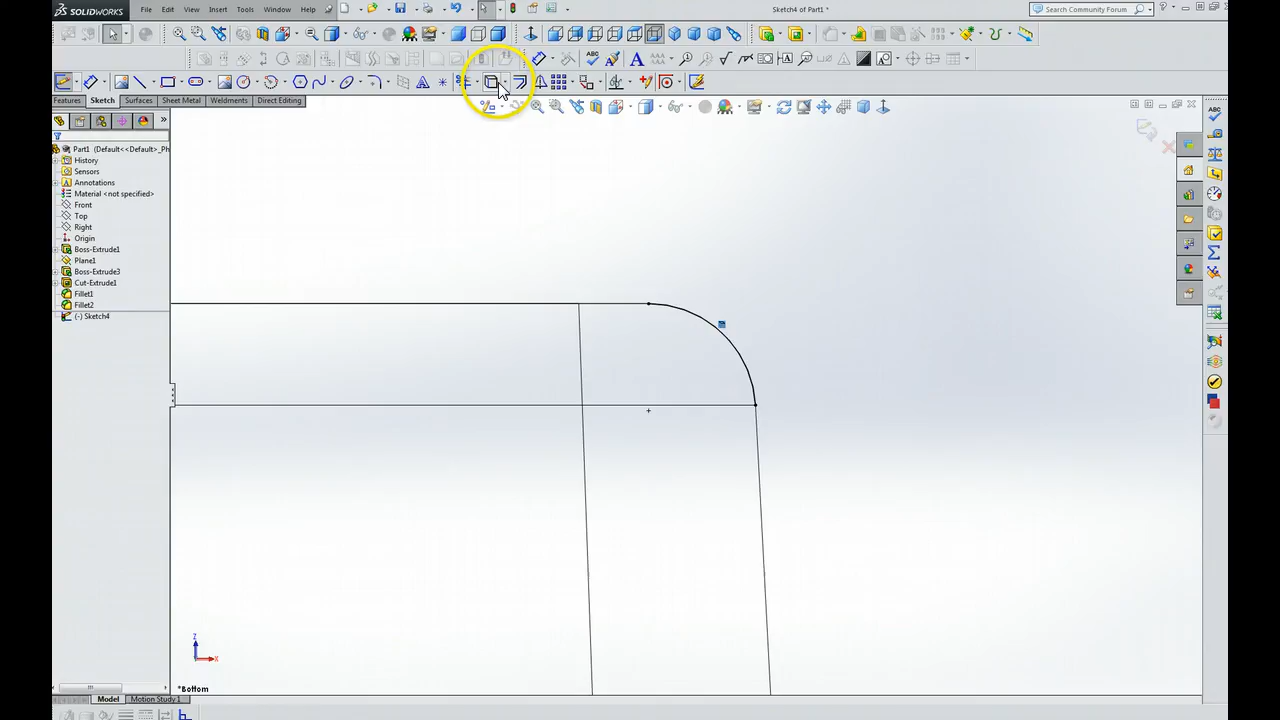 SOLIDWORKS File Edit View Insert Tools Window Help Sketch4 of Part1 * Search Community Forum
Features Sketch Surfaces Sheet Metal Weldments Direct Editing
Part1 (Default<<Default>_Ph
History
Sensors
Annotations
Material <not specified>
Front
Top
Right
Origin
Boss-Extrude1
Plane1
Boss-Extrude3
Cut-Extrude1
Fillet1
Fillet2
(-) Sketch4
Z
X
*Bottom
Model Motion Study 1